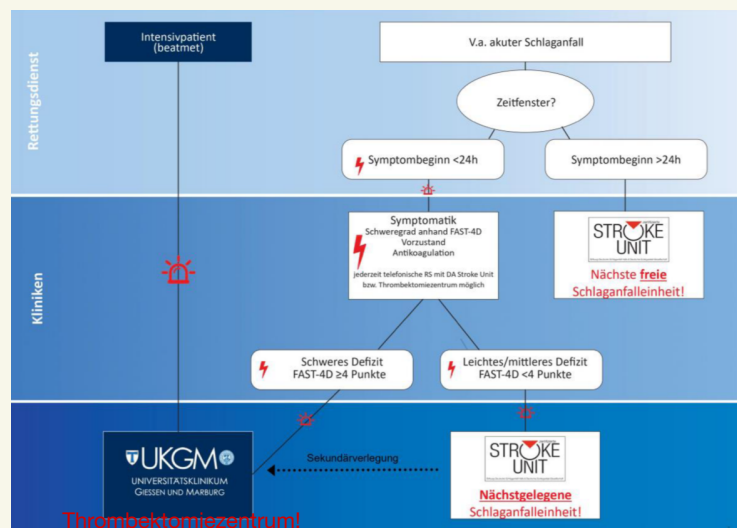 Rettungsdienst
Intensivpatient
(beatmet)
V.a. akuter Schlaganfall
Zeitfenster?
Symptombeginn <24h
Symptombeginn >24h
Kliniken
Symptomatik
Schweregrad anhand FAST-4D
Vorzustand
Antikoagulation
jederzeit telefonische RS mit DA Stroke Unit
bzw. Thrombektomiezentrum möglich
STROKE
UNIT
Nächste freie
Schlaganfalleinheit!
Schweres Defizit
FAST-4D ≥4 Punkte
Leichtes/mittleres Defizit
FAST-4D <4 Punkte
UKGM
UNIVERSITÄTSKLINIKUM
GIESSEN UND MARBURG
Thrombektomiezentrum!
Sekundärverlegung
STROKE
UNIT
Nächstgelegene
Schlaganfalleinheit!